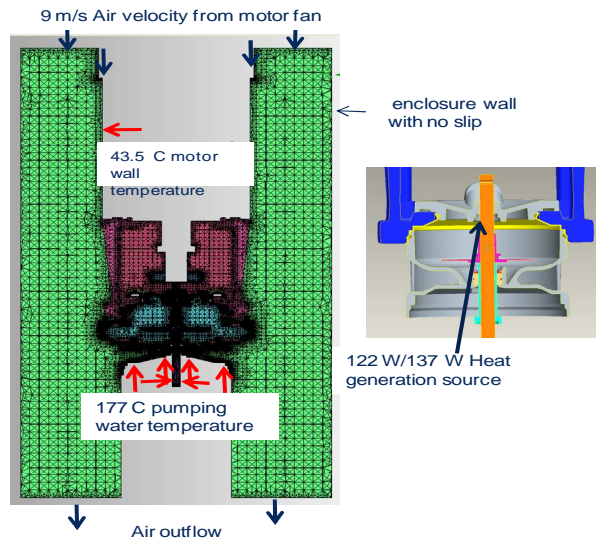 9 m/s Air velocity from motor fan
enclosure wall
with no slip
43.5 C motor
wall
temperature
122 W/137 W Heat
generation source
177 C pumping
water temperature
Air outflow